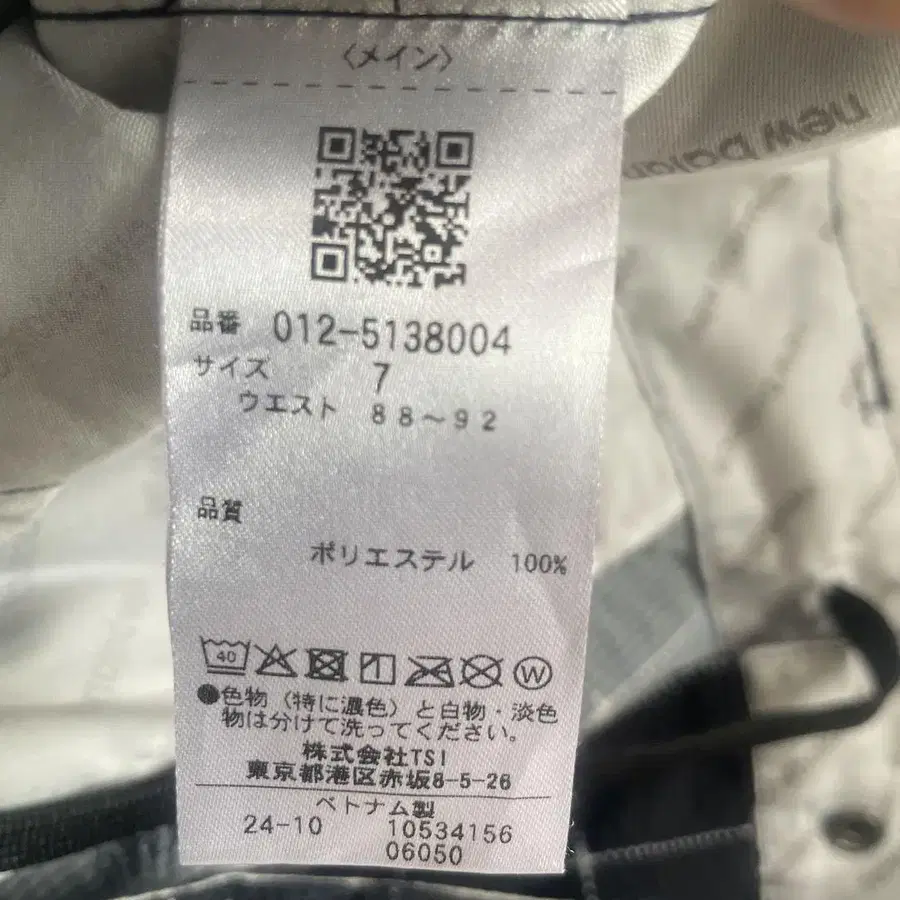 〈メイン〉
new balan
品番 012-5138004
サイズ 7
ウエスト 88〜92
品質
ポリエステル 100%
40
W
●色物（特に濃色）と白物・淡色
物は分けて洗ってください。
株式会社TSI
東京都港区赤坂8-5-26
ベトナム製
24-10 10534156
06050